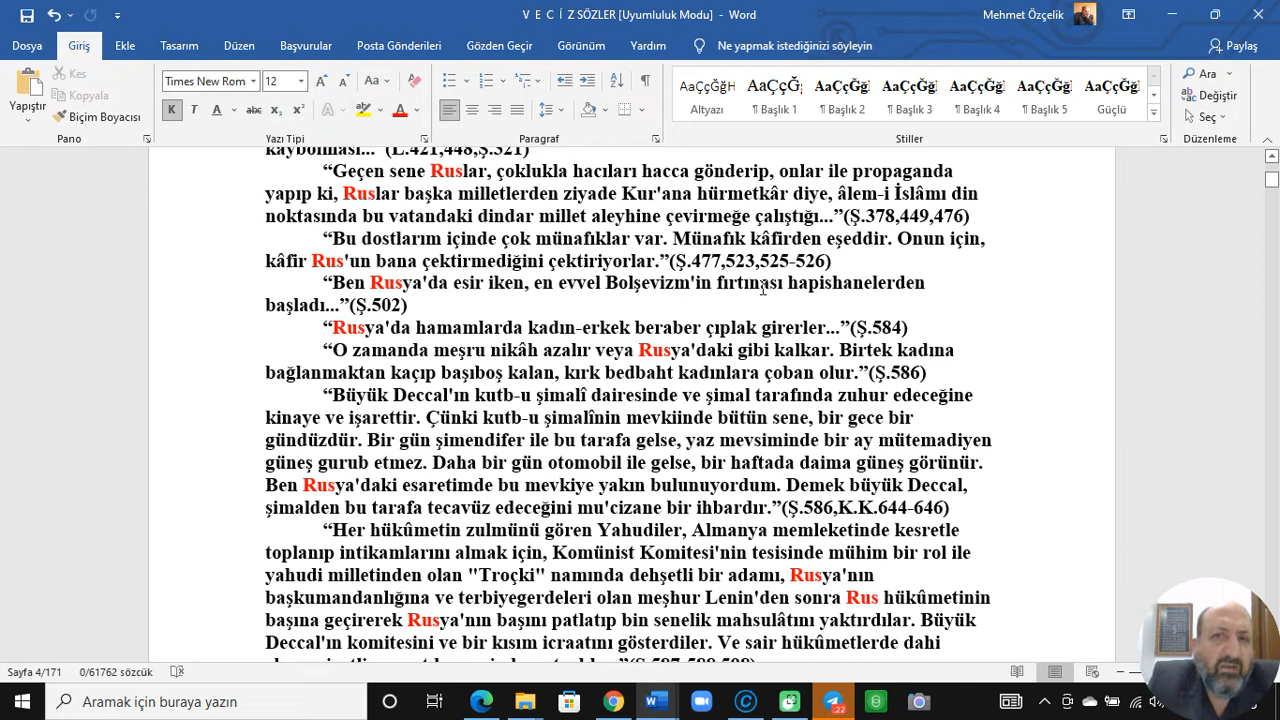 V E C İ Z SÖZLER [Uyumluluk Modu] - Word
Mehmet Özçelik
Dosya Giriş Ekle Tasarım Düzen Başvurular Posta Gönderileri Gözden Geçir Görünüm Yardım Ne yapmak istediğinizi söyleyin Paylaş
Yapıştır
Kes
Kopyala
Biçim Boyacısı
Times New Rom 12 Aa
K T A abc x₂ x²
AaÇçĞğH AaÇçĞ AaÇçĞğI AaÇçĞğI AaÇçĞğI AaÇçĞğI AaÇçĞğH
Altyazı ¶ Başlık 1 ¶ Başlık 2 ¶ Başlık 3 ¶ Başlık 4 ¶ Başlık 5 Güçlü
Ara
Değiştir
Seç
Pano Yazı Tipi Paragraf Stiller Düzenleme
kaybolması..." (L.421,448,Ş.321)
“Geçen sene Ruslar, çoklukla hacıları hacca gönderip, onlar ile propaganda
yapıp ki, Ruslar başka milletlerden ziyade Kur'ana hürmetkâr diye, âlem-i İslâmı din
noktasında bu vatandaki dindar millet aleyhine çevirmeğe çalıştığı...”(Ş.378,449,476)
“Bu dostlarım içinde çok münafıklar var. Münafık kâfirden eşeddir. Onun için,
kâfir Rus'un bana çektirmediğini çektiriyorlar.”(Ş.477,523,525-526)
“Ben Rusya'da esir iken, en evvel Bolşevizm'in fırtınası hapishanelerden
başladı...”(Ş.502)
“Rusya'da hamamlarda kadın-erkek beraber çıplak girerler...”(Ş.584)
“O zamanda meşru nikâh azalır veya Rusya'daki gibi kalkar. Birtek kadına
bağlanmaktan kaçıp başıboş kalan, kırk bedbaht kadınlara çoban olur.”(Ş.586)
“Büyük Deccal'ın kutb-u şimalî dairesinde ve şimal tarafında zuhur edeceğine
kinaye ve işarettir. Çünki kutb-u şimalînin mevkiinde bütün sene, bir gece bir
gündüzdür. Bir gün şimendifer ile bu tarafa gelse, yaz mevsiminde bir ay mütemadiyen
güneş gurub etmez. Daha bir gün otomobil ile gelse, bir haftada daima güneş görünür.
Ben Rusya'daki esaretimde bu mevkiye yakın bulunuyordum. Demek büyük Deccal,
şimalden bu tarafa tecavüz edeceğini mu'cizane bir ihbardır.”(Ş.586,K.K.644-646)
“Her hükûmetin zulmünü gören Yahudiler, Almanya memleketinde kesretle
toplanıp intikamlarını almak için, Komünist Komitesi'nin tesisinde mühim bir rol ile
yahudi milletinden olan "Troçki" namında dehşetli bir adamı, Rusya'nın
başkumandanlığına ve terbiyegerdeleri olan meşhur Lenin'den sonra Rus hükûmetinin
başına geçirerek Rusya'nın başını patlatıp bin senelik mahsulâtını yaktırdılar. Büyük
Deccal'ın komitesini ve bir kısım icraatını gösterdiler. Ve sair hükûmetlerde dahi
Sayfa 4/171 0/61762 sözcük
Aramak için buraya yazın
22